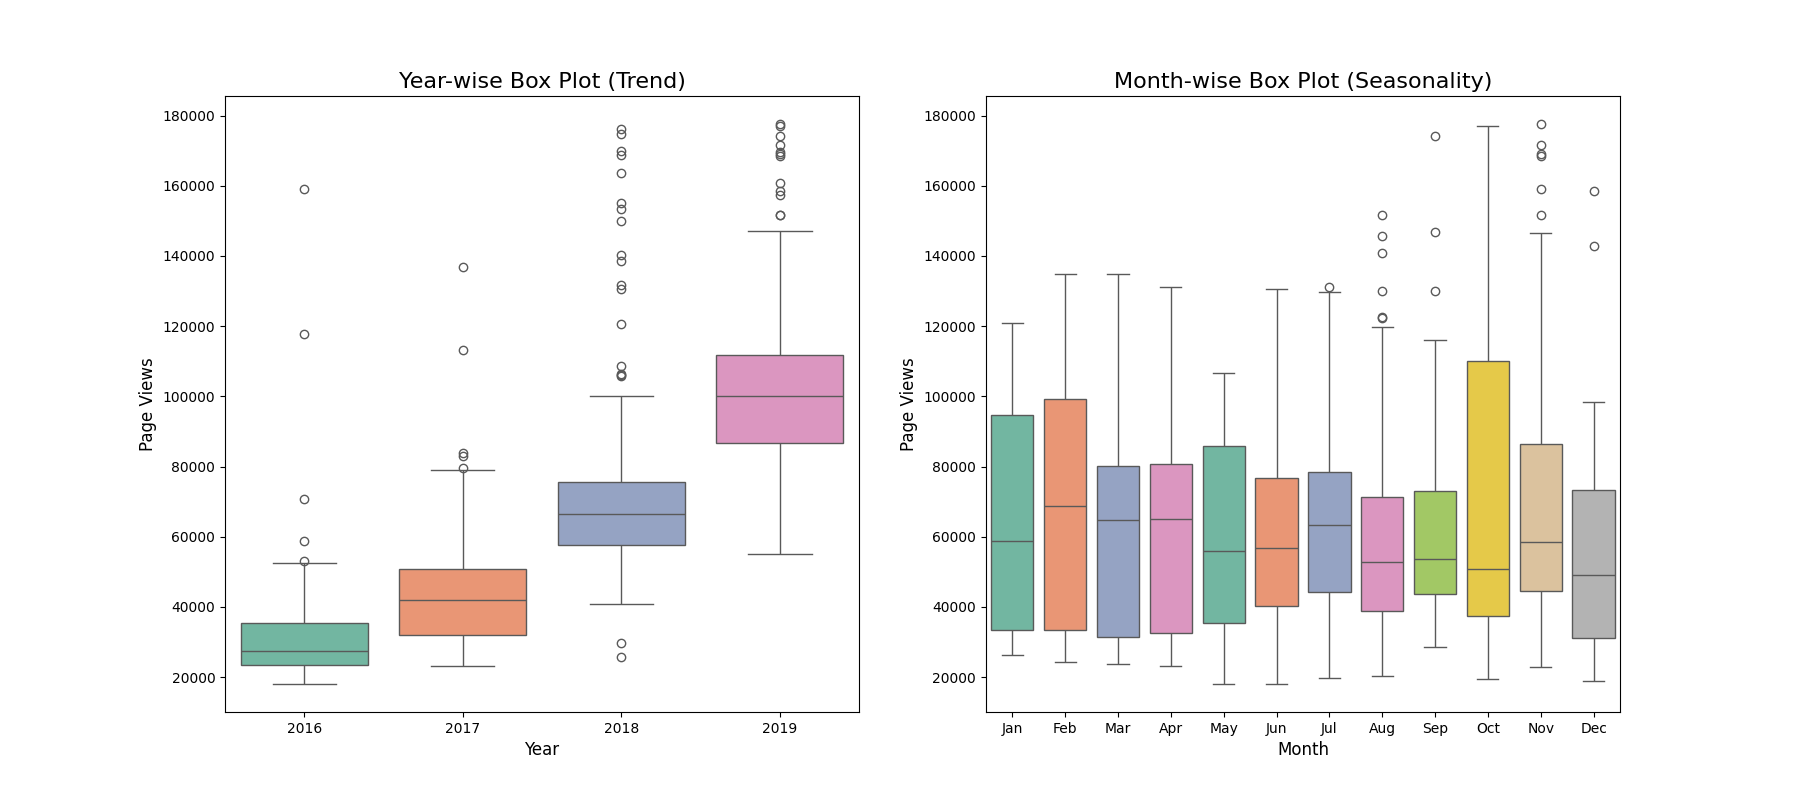 Year-wise Box Plot (Trend)
Page Views
180000
160000
140000
120000
100000
80000
60000
40000
20000
2016 2017 2018 2019
Year
Month-wise Box Plot (Seasonality)
Page Views
180000
160000
140000
120000
100000
80000
60000
40000
20000
Jan Feb Mar Apr May Jun Jul Aug Sep Oct Nov Dec
Month